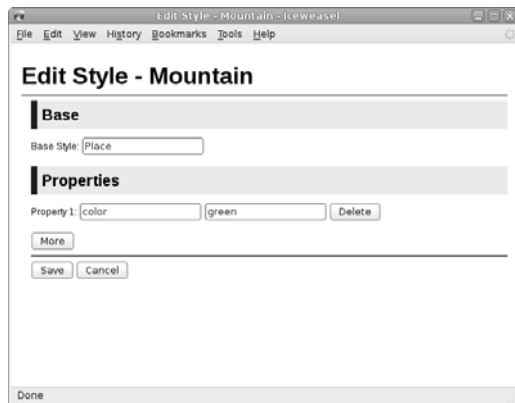 Edit Style - Mountain - Iceweasel
File Edit View History Bookmarks Tools Help
Edit Style - Mountain
Base
Base Style: Place
Properties
Property 1: color green Delete
More
Save Cancel
Done